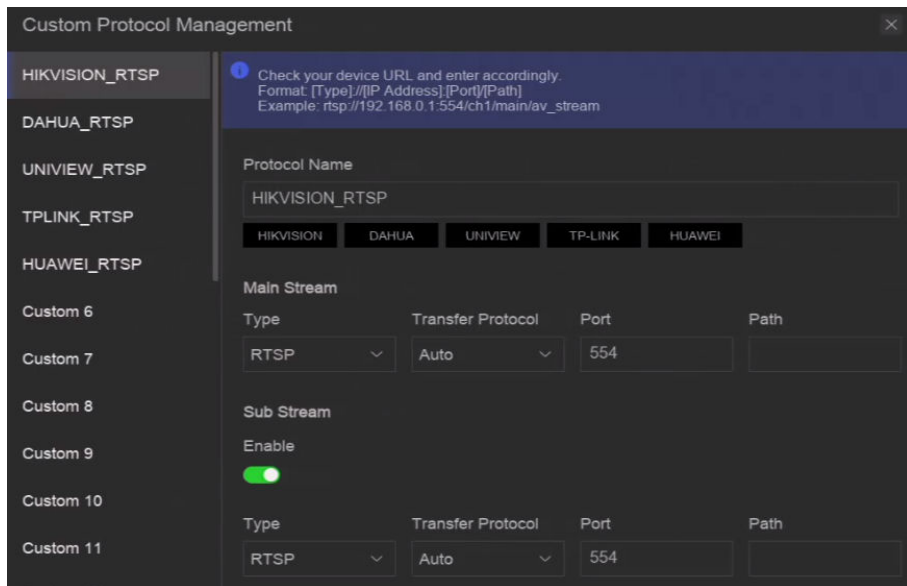 Custom Protocol Management
HIKVISION_RTSP
DAHUA_RTSP
UNIVIEW_RTSP
TPLINK_RTSP
HUAWEI_RTSP
Custom 6
Custom 7
Custom 8
Custom 9
Custom 10
Custom 11
Check your device URL and enter accordingly.
Format: [Type]://[IP Address]:[Port]/[Path]
Example: rtsp://192.168.0.1:554/ch1/main/av_stream
Protocol Name
HIKVISION_RTSP
HIKVISION DAHUA UNIVIEW TP-LINK HUAWEI
Main Stream
Type Transfer Protocol Port Path
RTSP Auto 554
Sub Stream
Enable
Type Transfer Protocol Port Path
RTSP Auto 554